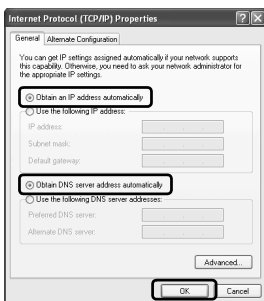 Internet Protocol (TCP/IP) Properties
General
Alternate Configuration
You can get IP settings assigned automatically if your network supports
this capability. Otherwise, you need to ask your network administrator for
the appropriate IP settings.
Obtain an IP address automatically
Use the following IP address:
IP address:
Subnet mask:
Default gateway:
Obtain DNS server address automatically
Use the following DNS server addresses:
Preferred DNS server:
Alternate DNS server:
Advanced...
OK
Cancel